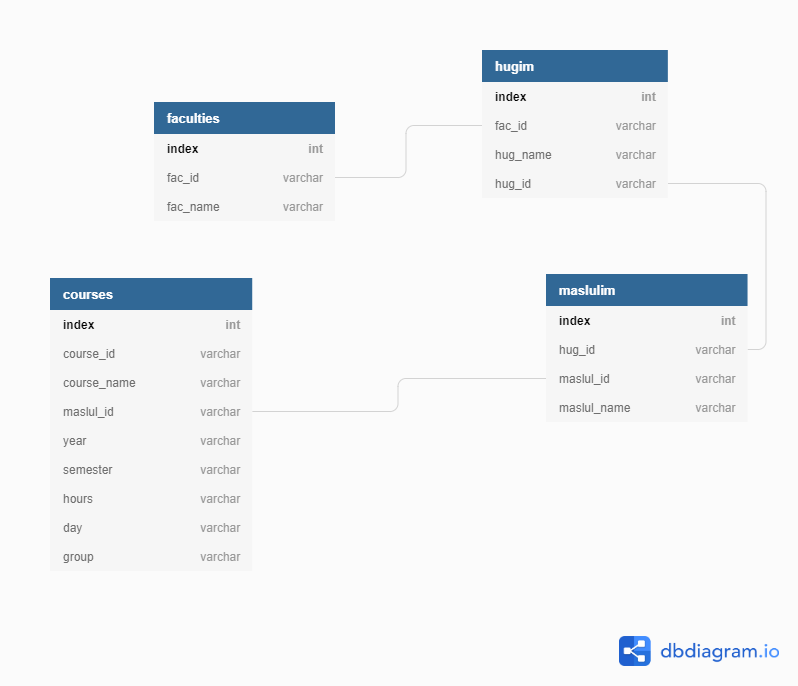 faculties
index int
fac_id varchar
fac_name varchar
hugim
index int
fac_id varchar
hug_name varchar
hug_id varchar
courses
index int
course_id varchar
course_name varchar
maslul_id varchar
year varchar
semester varchar
hours varchar
day varchar
group varchar
maslulim
index int
hug_id varchar
maslul_id varchar
maslul_name varchar
dbdiagram.io